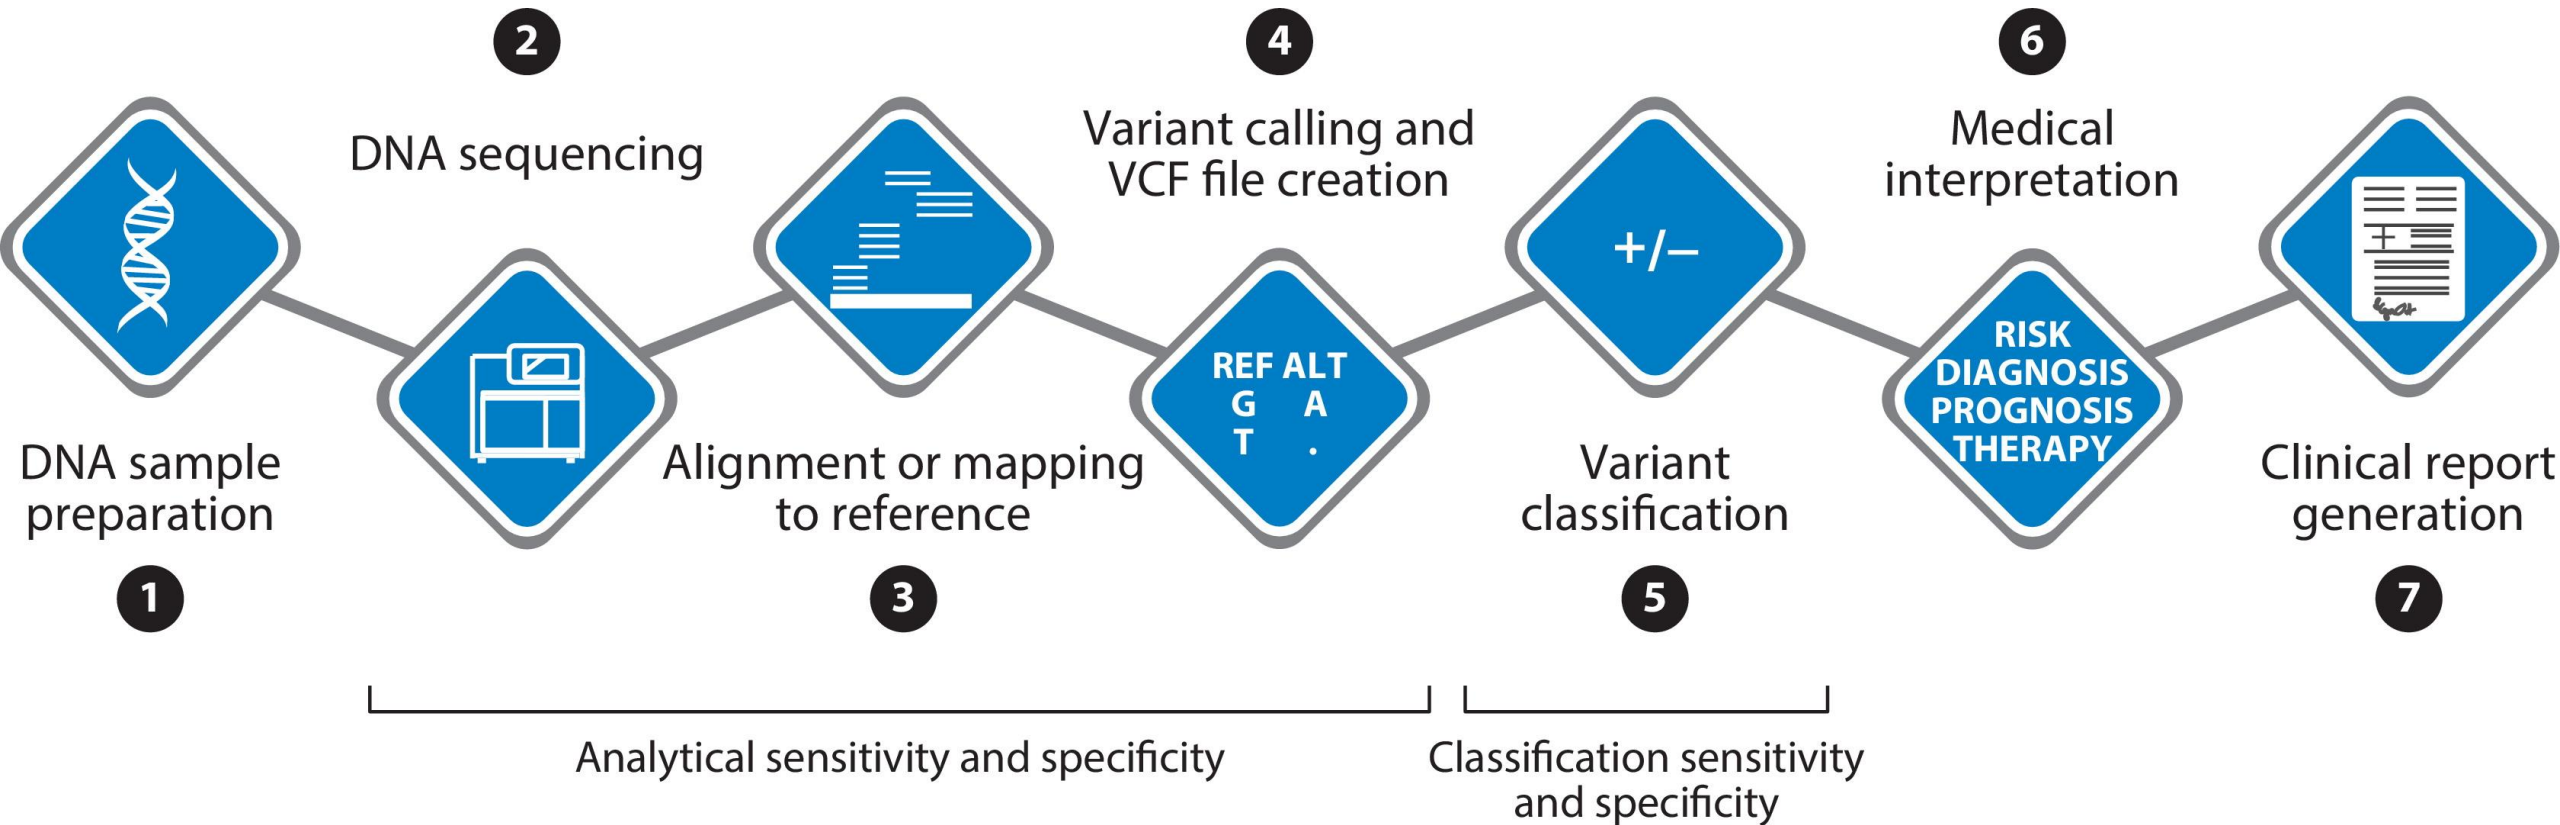 1
DNA sample
preparation
2
DNA sequencing
3
Alignment or mapping
to reference
4
Variant calling and
VCF file creation
REF ALT
G A
T .
5
+/–
Variant
classification
6
Medical
interpretation
RISK
DIAGNOSIS
PROGNOSIS
THERAPY
7
Clinical report
generation
Analytical sensitivity and specificity
Classification sensitivity
and specificity